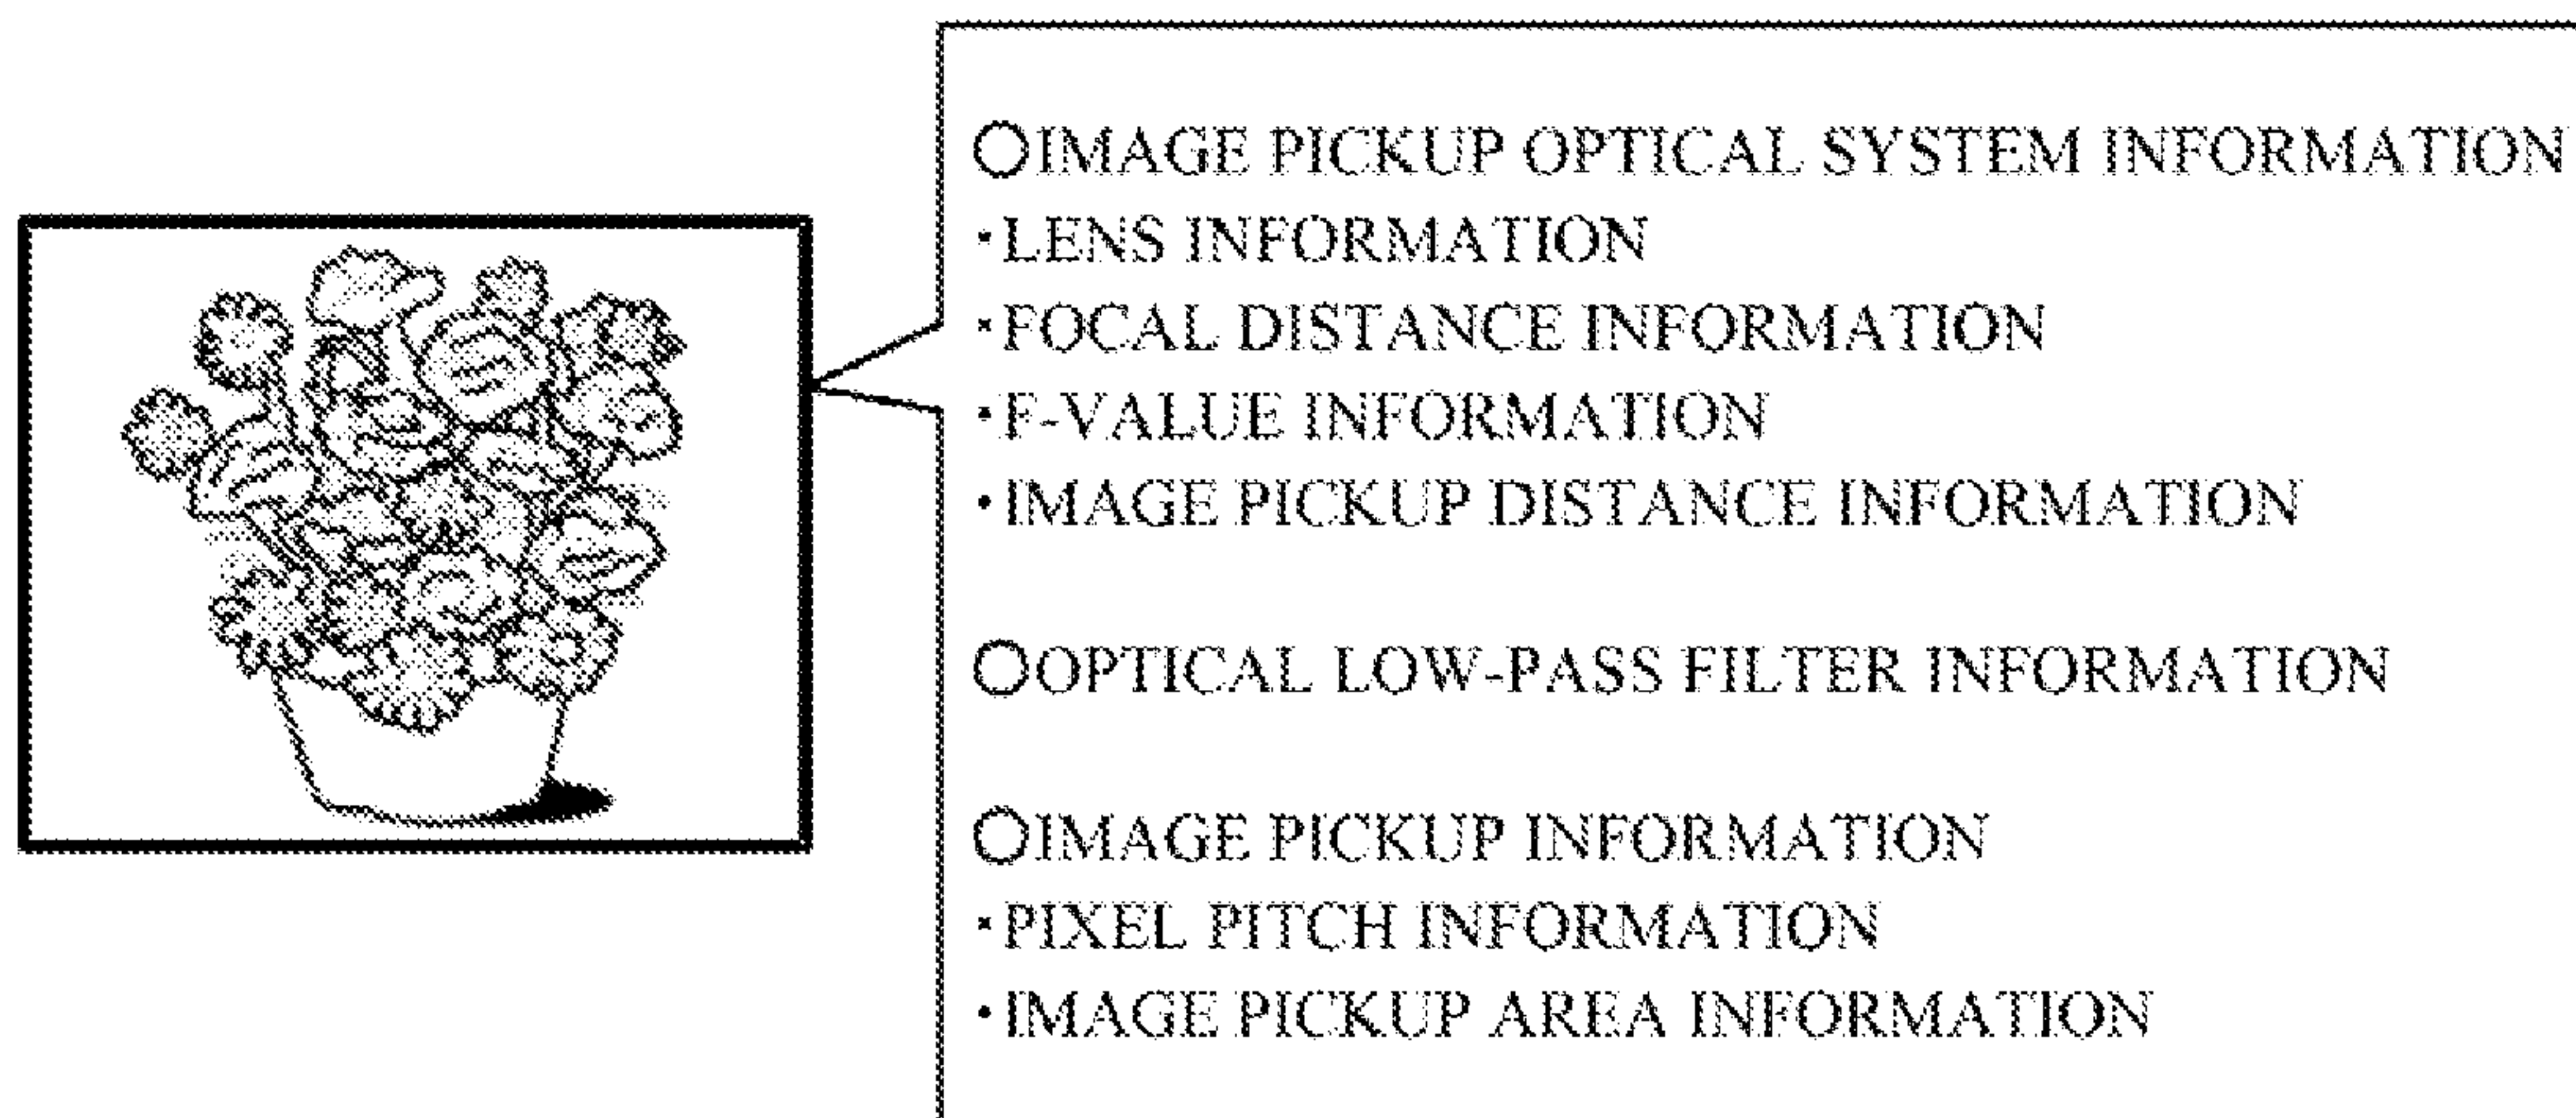 ○IMAGE PICKUP OPTICAL SYSTEM INFORMATION
・LENS INFORMATION
・FOCAL DISTANCE INFORMATION
・F-VALUE INFORMATION
・IMAGE PICKUP DISTANCE INFORMATION
○OPTICAL LOW-PASS FILTER INFORMATION
○IMAGE PICKUP INFORMATION
・PIXEL PITCH INFORMATION
・IMAGE PICKUP AREA INFORMATION